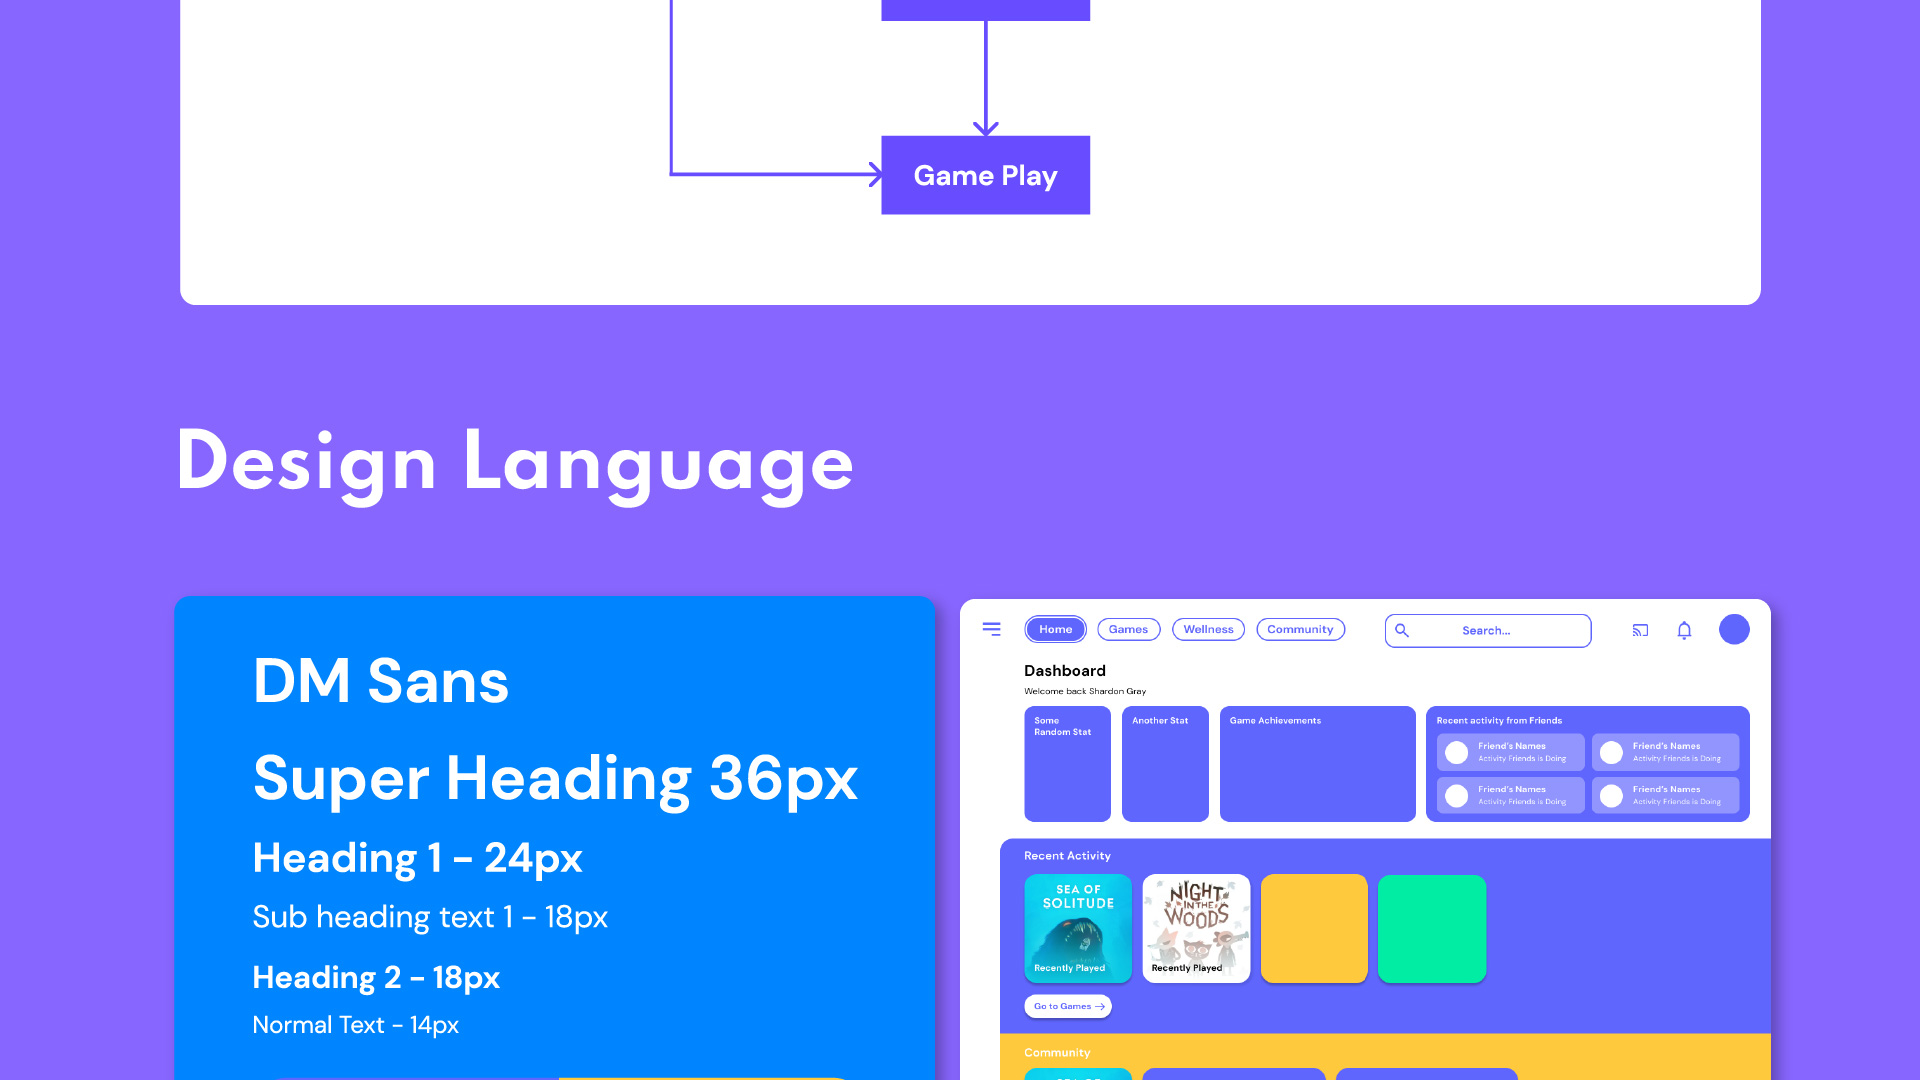 Game Play
Design Language
DM Sans
Super Heading 36px
Heading 1 - 24px
Sub heading text 1 - 18px
Heading 2 - 18px
Normal Text - 14px
Home
Games
Wellness
Community
Search...
Dashboard
Welcome back Shardon Gray
Some
Random Stat
Another Stat
Game Achievements
Recent activity from Friends
Friend's Names
Activity Friends is Doing
Friend's Names
Activity Friends is Doing
Friend's Names
Activity Friends is Doing
Friend's Names
Activity Friends is Doing
Recent Activity
SEA OF
SOLITUDE
Recently Played
NIGHT
IN THE
WOODS
Recently Played
Go to Games
Community